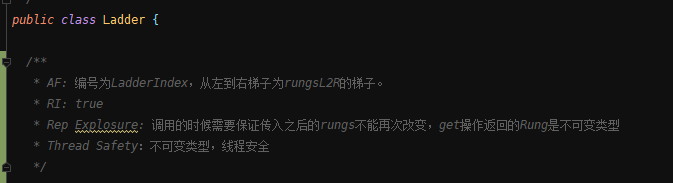 public class Ladder {
/**
* AF: 编号为LadderIndex，从左到右梯子为rungsL2R的梯子。
* RI: true
* Rep Explosure: 调用的时候需要保证传入之后的rungs不能再次改变，get操作返回的Rung是不可变类型
* Thread Safety：不可变类型，线程安全
*/